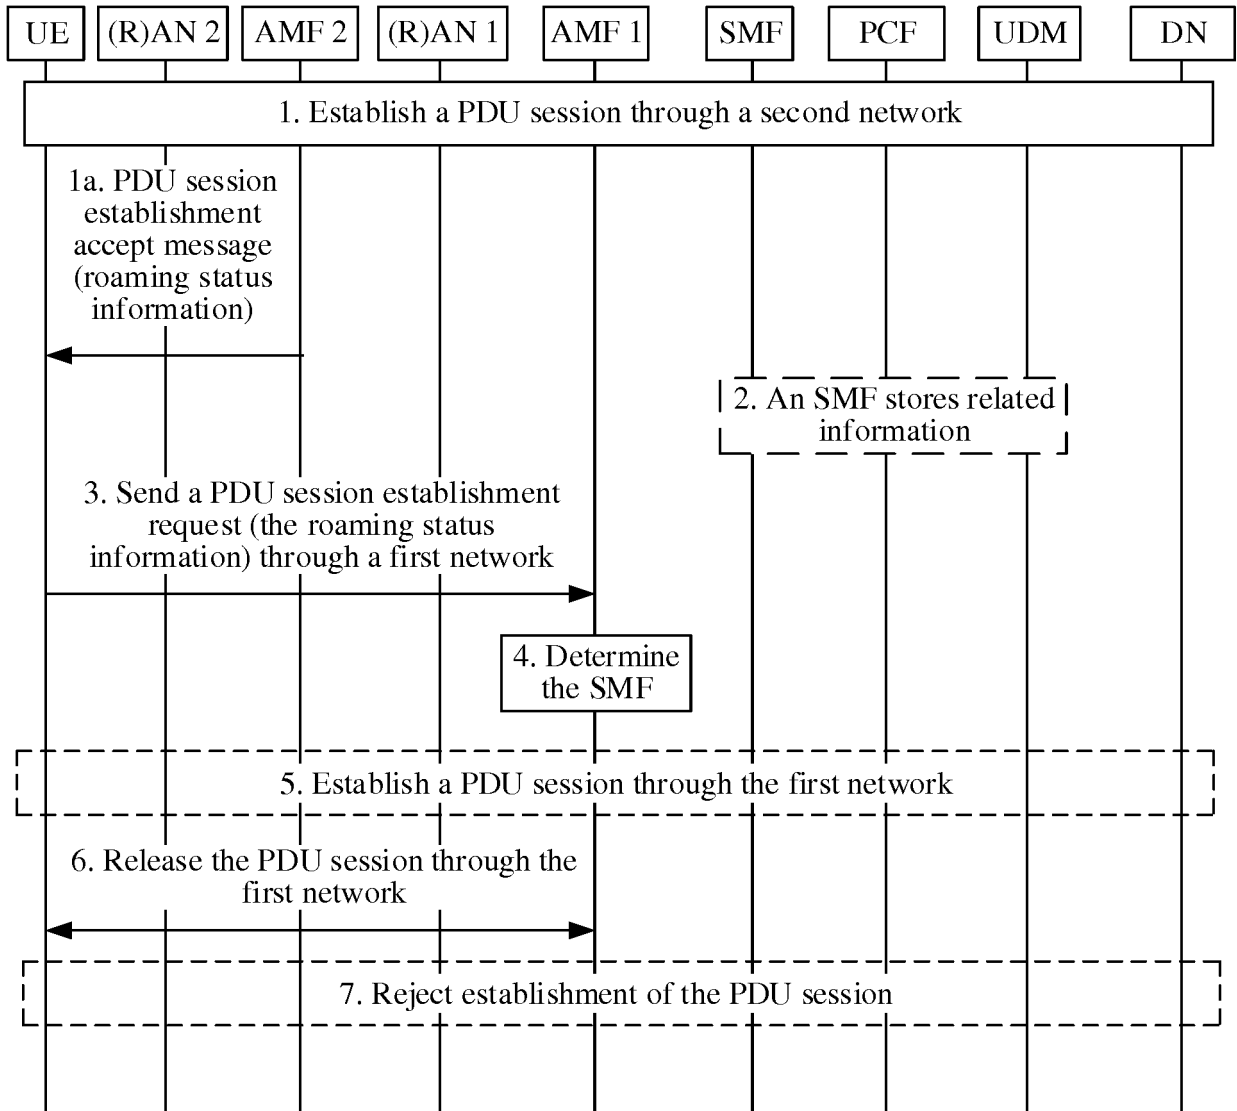 UE (R)AN 2 AMF 2 (R)AN 1 AMF 1 SMF PCF UDM DN
1. Establish a PDU session through a second network
1a. PDU session
establishment
accept message
(roaming status
information)
2. An SMF stores related
information
3. Send a PDU session establishment
request (the roaming status
information) through a first network
4. Determine
the SMF
5. Establish a PDU session through the first network
6. Release the PDU session through the
first network
7. Reject establishment of the PDU session